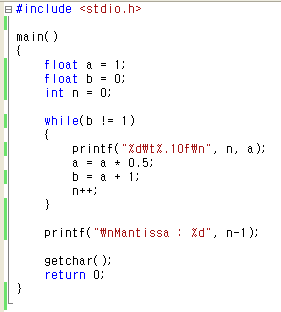 #include <stdio.h>
main()
{
float a = 1;
float b = 0;
int n = 0;
while(b != 1)
{
printf("%d₩t%.10f₩n", n, a);
a = a * 0.5;
b = a + 1;
n++;
}
printf("₩nMantissa : %d", n-1);
getchar();
return 0;
}